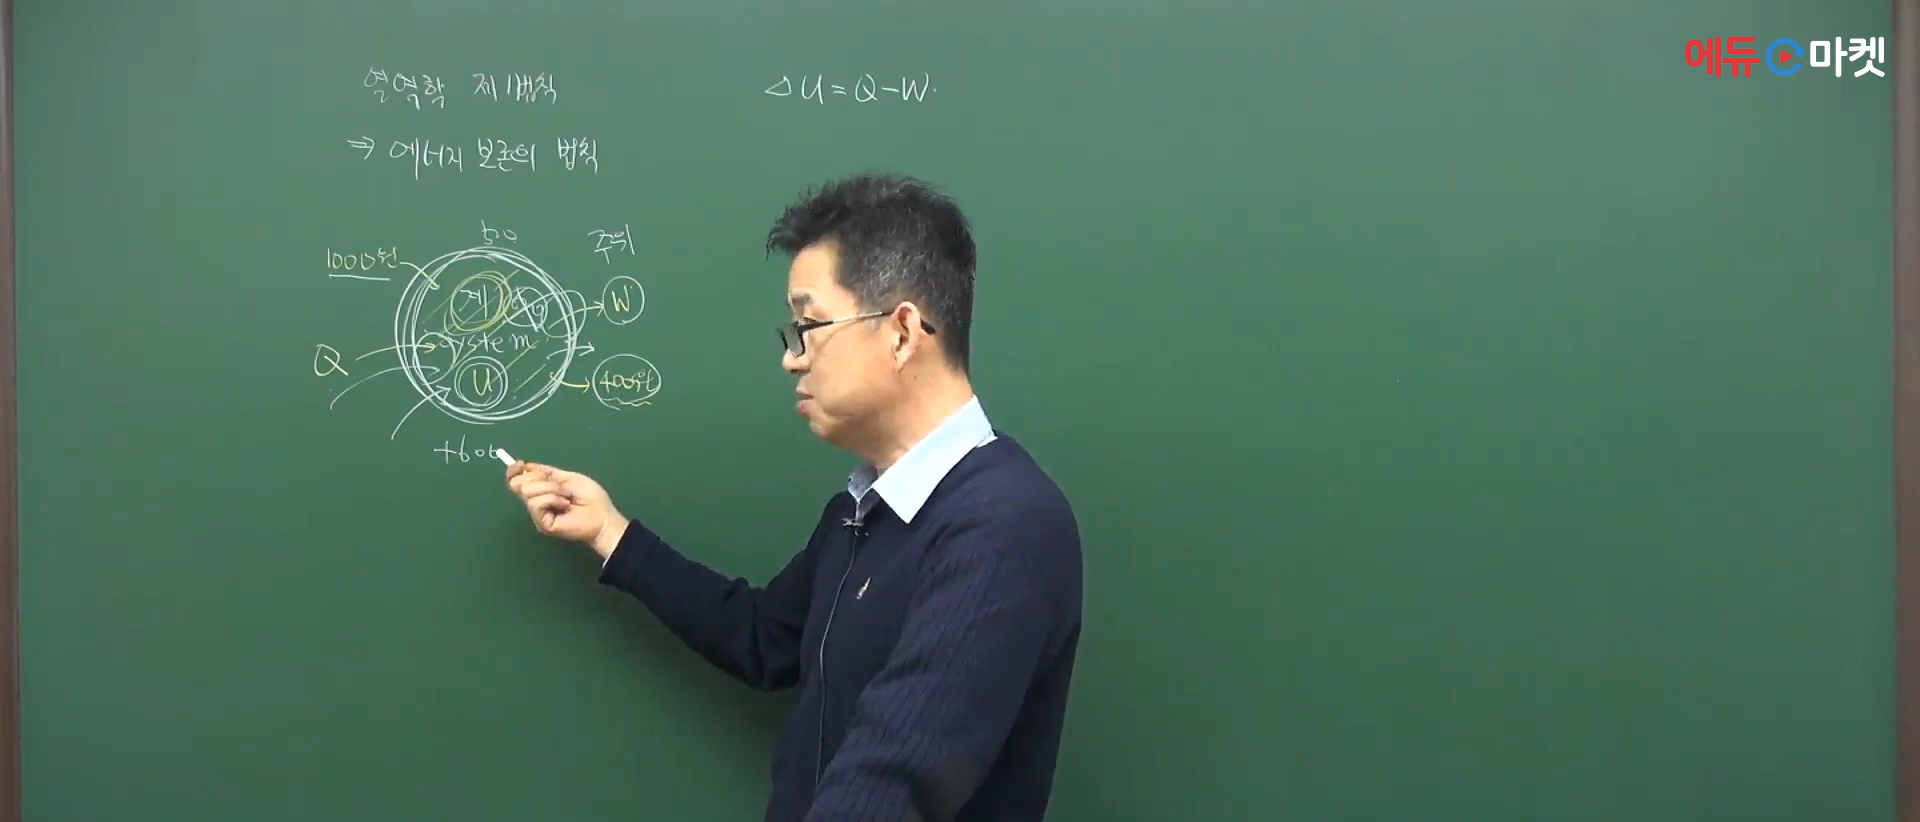 에듀 마켓
열역학 제1법칙
ΔU=Q-W.
⇒ 에너지 보존의 법칙
50
주위
1000원
계
W
system
Q
U
400원
+600